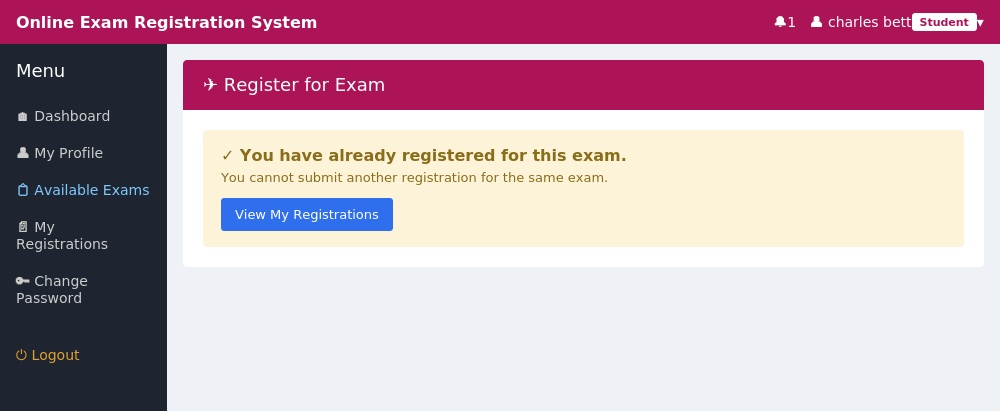 Online Exam Registration System
1 charles bett Student ▾
Menu
Dashboard
My Profile
Available Exams
My
Registrations
Change
Password
Logout
✈ Register for Exam
✓ You have already registered for this exam.
You cannot submit another registration for the same exam.
View My Registrations